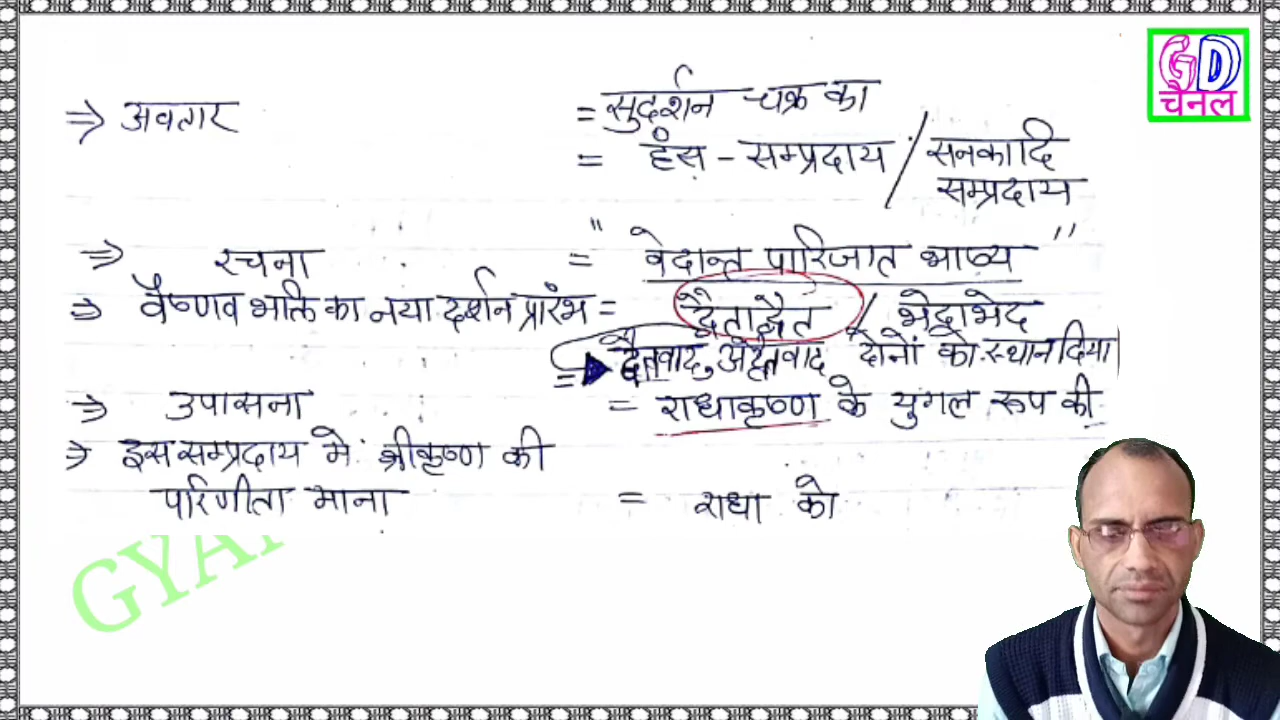 GD
चैनल
⇒ अवतार = सुदर्शन चक्र का
= हंस - सम्प्रदाय / सनकादि
सम्प्रदाय
⇒ रचना = " वेदान्त पारिजात भाष्य "
⇒ वैष्णव भक्ति का नया दर्शन प्रारंभ = द्वैताद्वैत / भेदाभेद
= द्वैतवाद, अद्वैतवाद दोनों को स्थान दिया
⇒ उपासना = राधाकृष्ण के युगल रूप की
⇒ इस सम्प्रदाय में श्रीकृष्ण की
परिणीता माना = राधा को